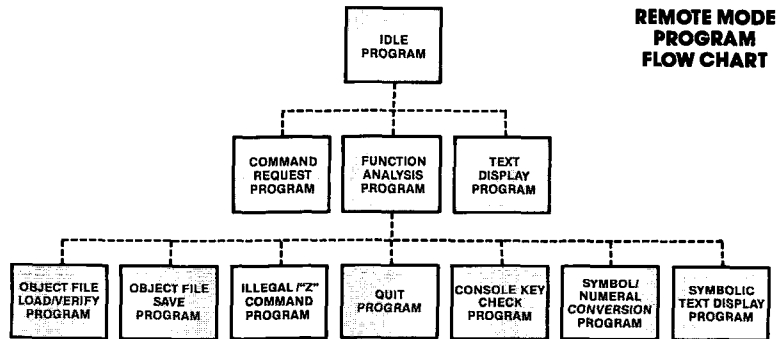 REMOTE MODE
PROGRAM
FLOW CHART
IDLE
PROGRAM
COMMAND
REQUEST
PROGRAM
FUNCTION
ANALYSIS
PROGRAM
TEXT
DISPLAY
PROGRAM
OBJECT FILE
LOAD/VERIFY
PROGRAM
OBJECT FILE
SAVE
PROGRAM
ILLEGAL /"Z"
COMMAND
PROGRAM
QUIT
PROGRAM
CONSOLE KEY
CHECK
PROGRAM
SYMBOL/
NUMERAL
CONVERSION
PROGRAM
SYMBOLIC
TEXT DISPLAY
PROGRAM